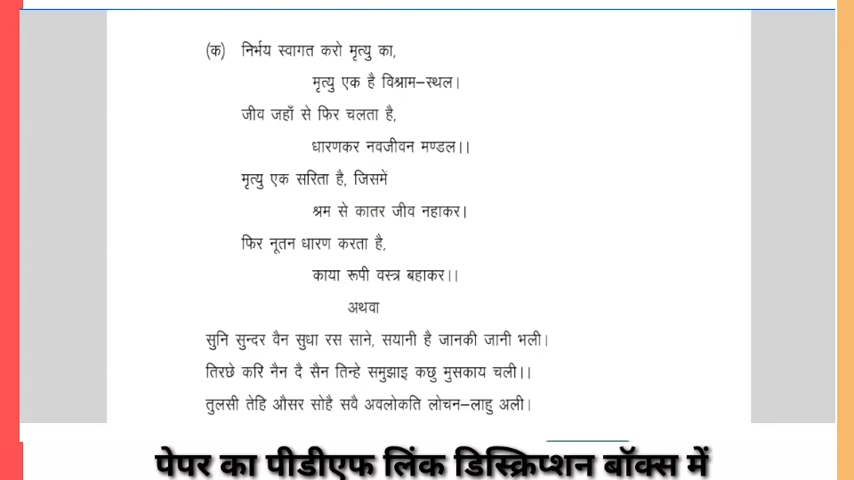 (क) निर्भय स्वागत करो मृत्यु का,
मृत्यु एक है विश्राम-स्थल।
जीव जहाँ से फिर चलता है,
धारणकर नवजीवन मण्डल।।
मृत्यु एक सरिता है, जिसमें
श्रम से कातर जीव नहाकर।
फिर नूतन धारण करता है,
काया रूपी वस्त्र बहाकर।।
अथवा
सुनि सुन्दर वैन सुधा रस साने, सयानी है जानकी जानी भली।
तिरछे करि नैन दै सैन तिन्हे समुझाइ कछु मुसकाय चली।।
तुलसी तेहि औसर सोहै सवै अवलोकति लोचन-लाहु अली।
पेपर का पीडीएफ लिंक डिस्क्रिप्शन बॉक्स में